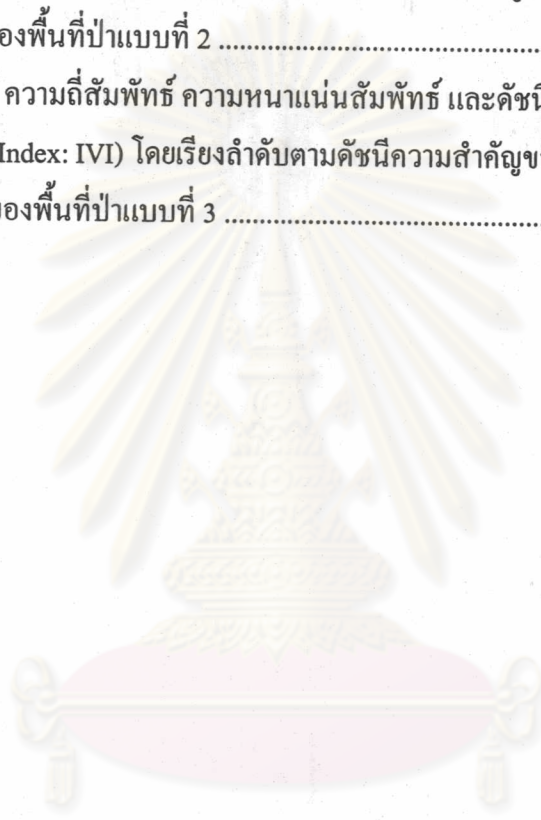 องพื้นที่ป่าแบบที่ 2 ............................................................
ความถี่สัมพัทธ์ ความหนาแน่นสัมพัทธ์ และดัชนี
Index: IVI) โดยเรียงลำดับตามดัชนีความสำคัญข
องพื้นที่ป่าแบบที่ 3 ............................................................